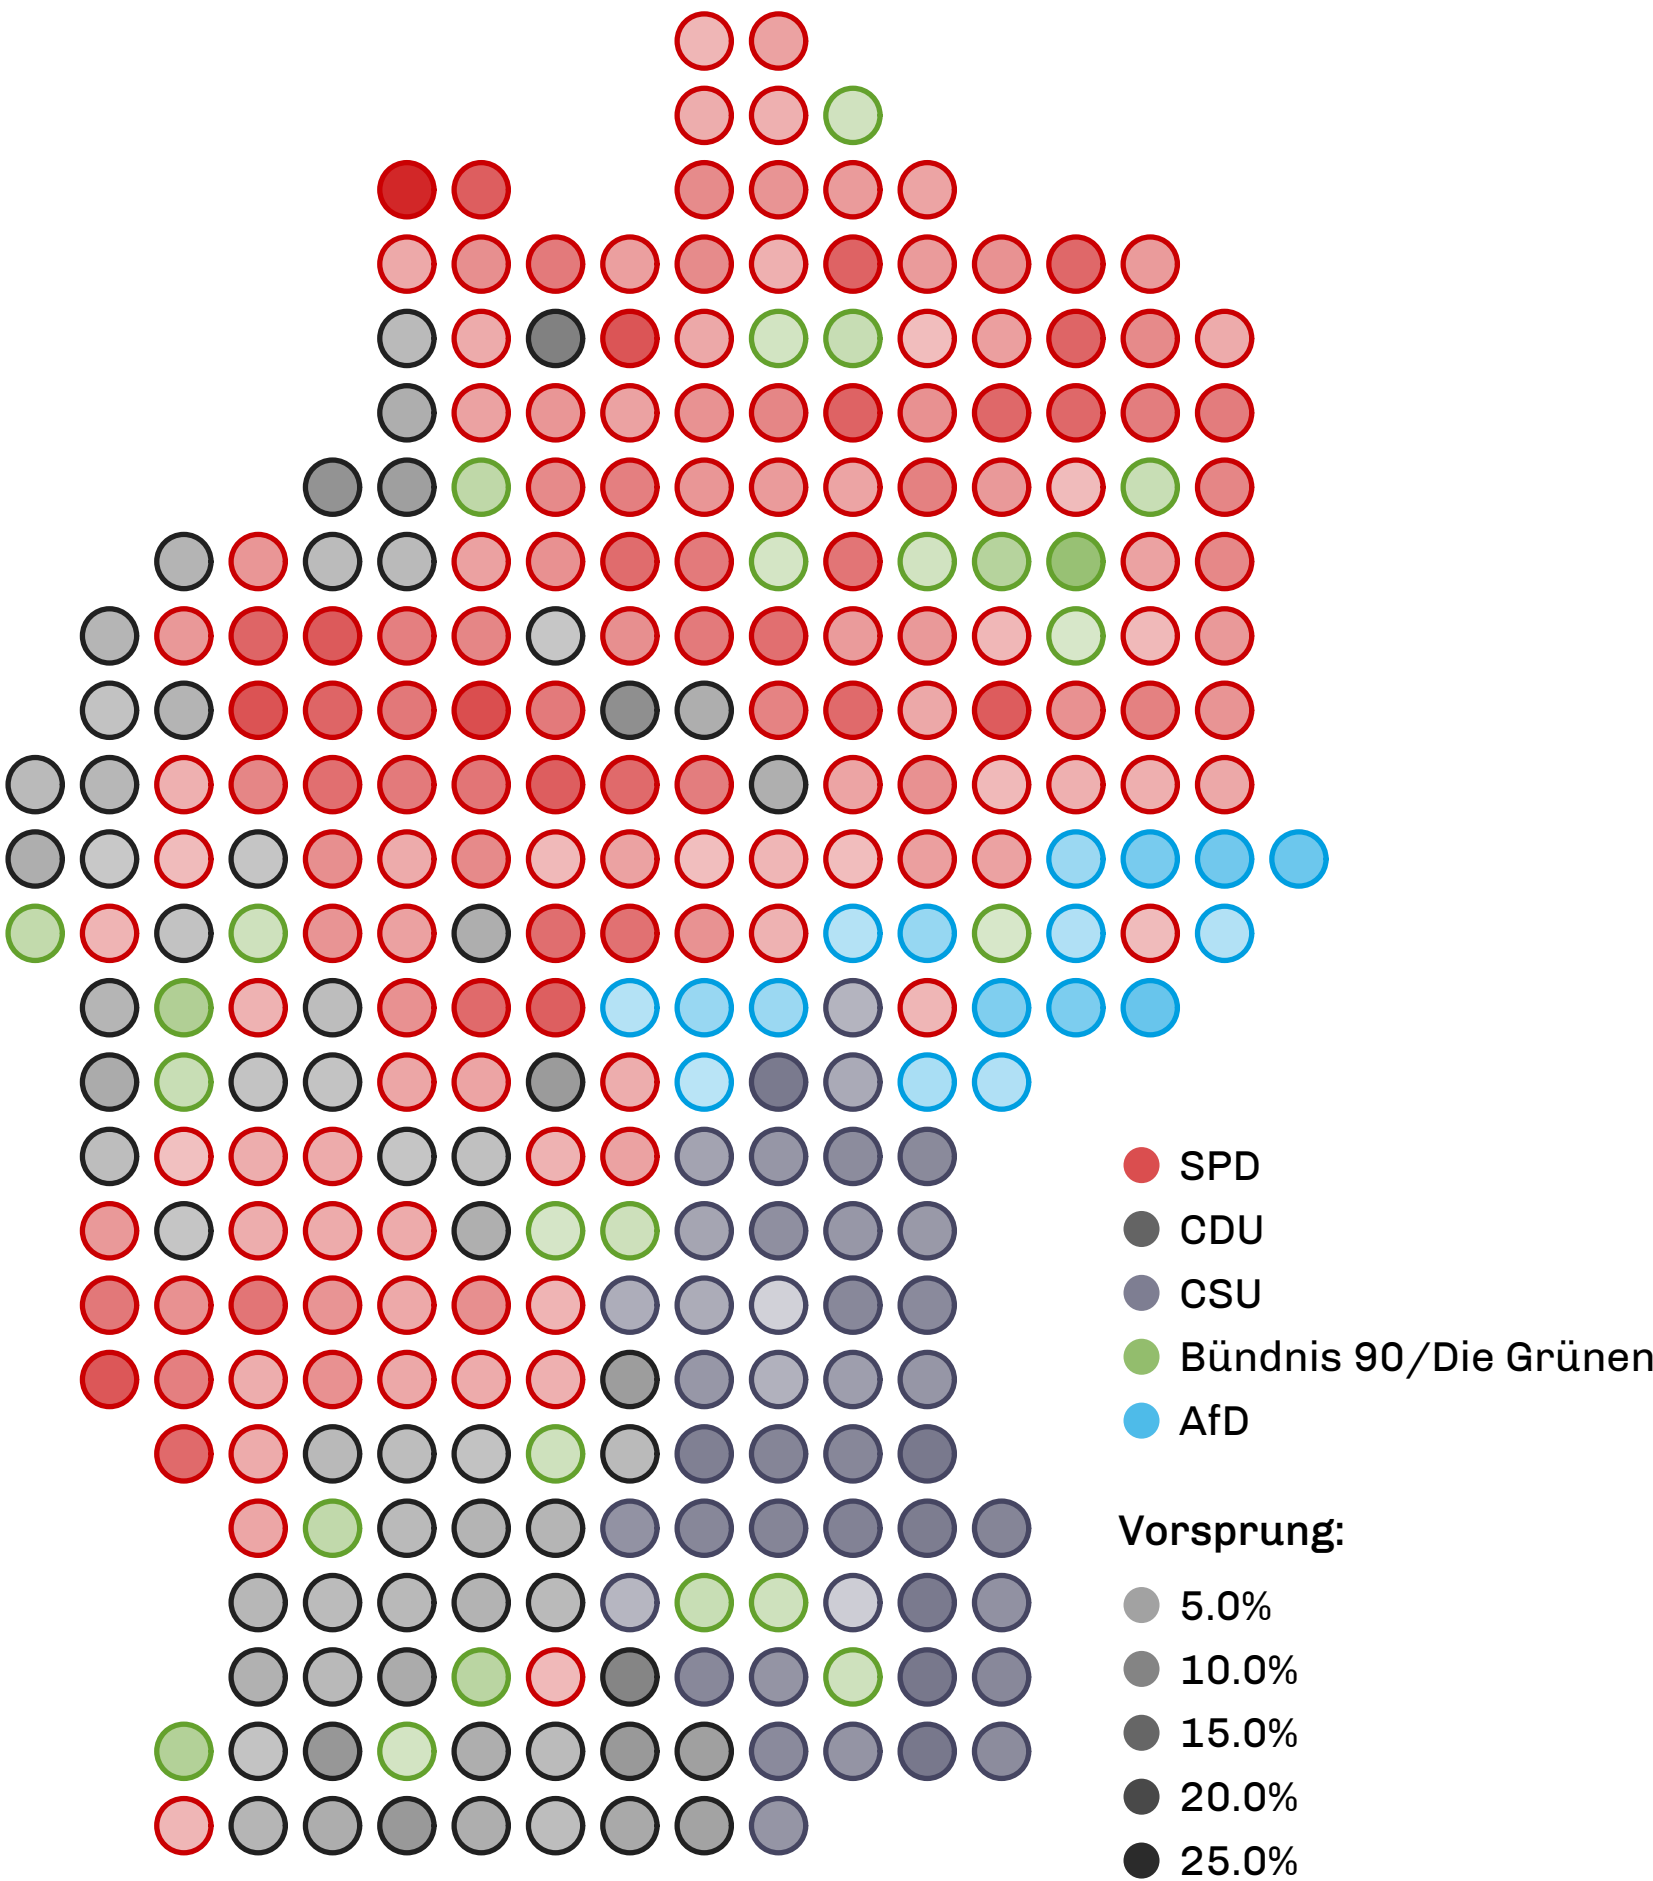 SPD
CDU
CSU
Bündnis 90/Die Grünen
AfD
Vorsprung:
5.0%
10.0%
15.0%
20.0%
25.0%